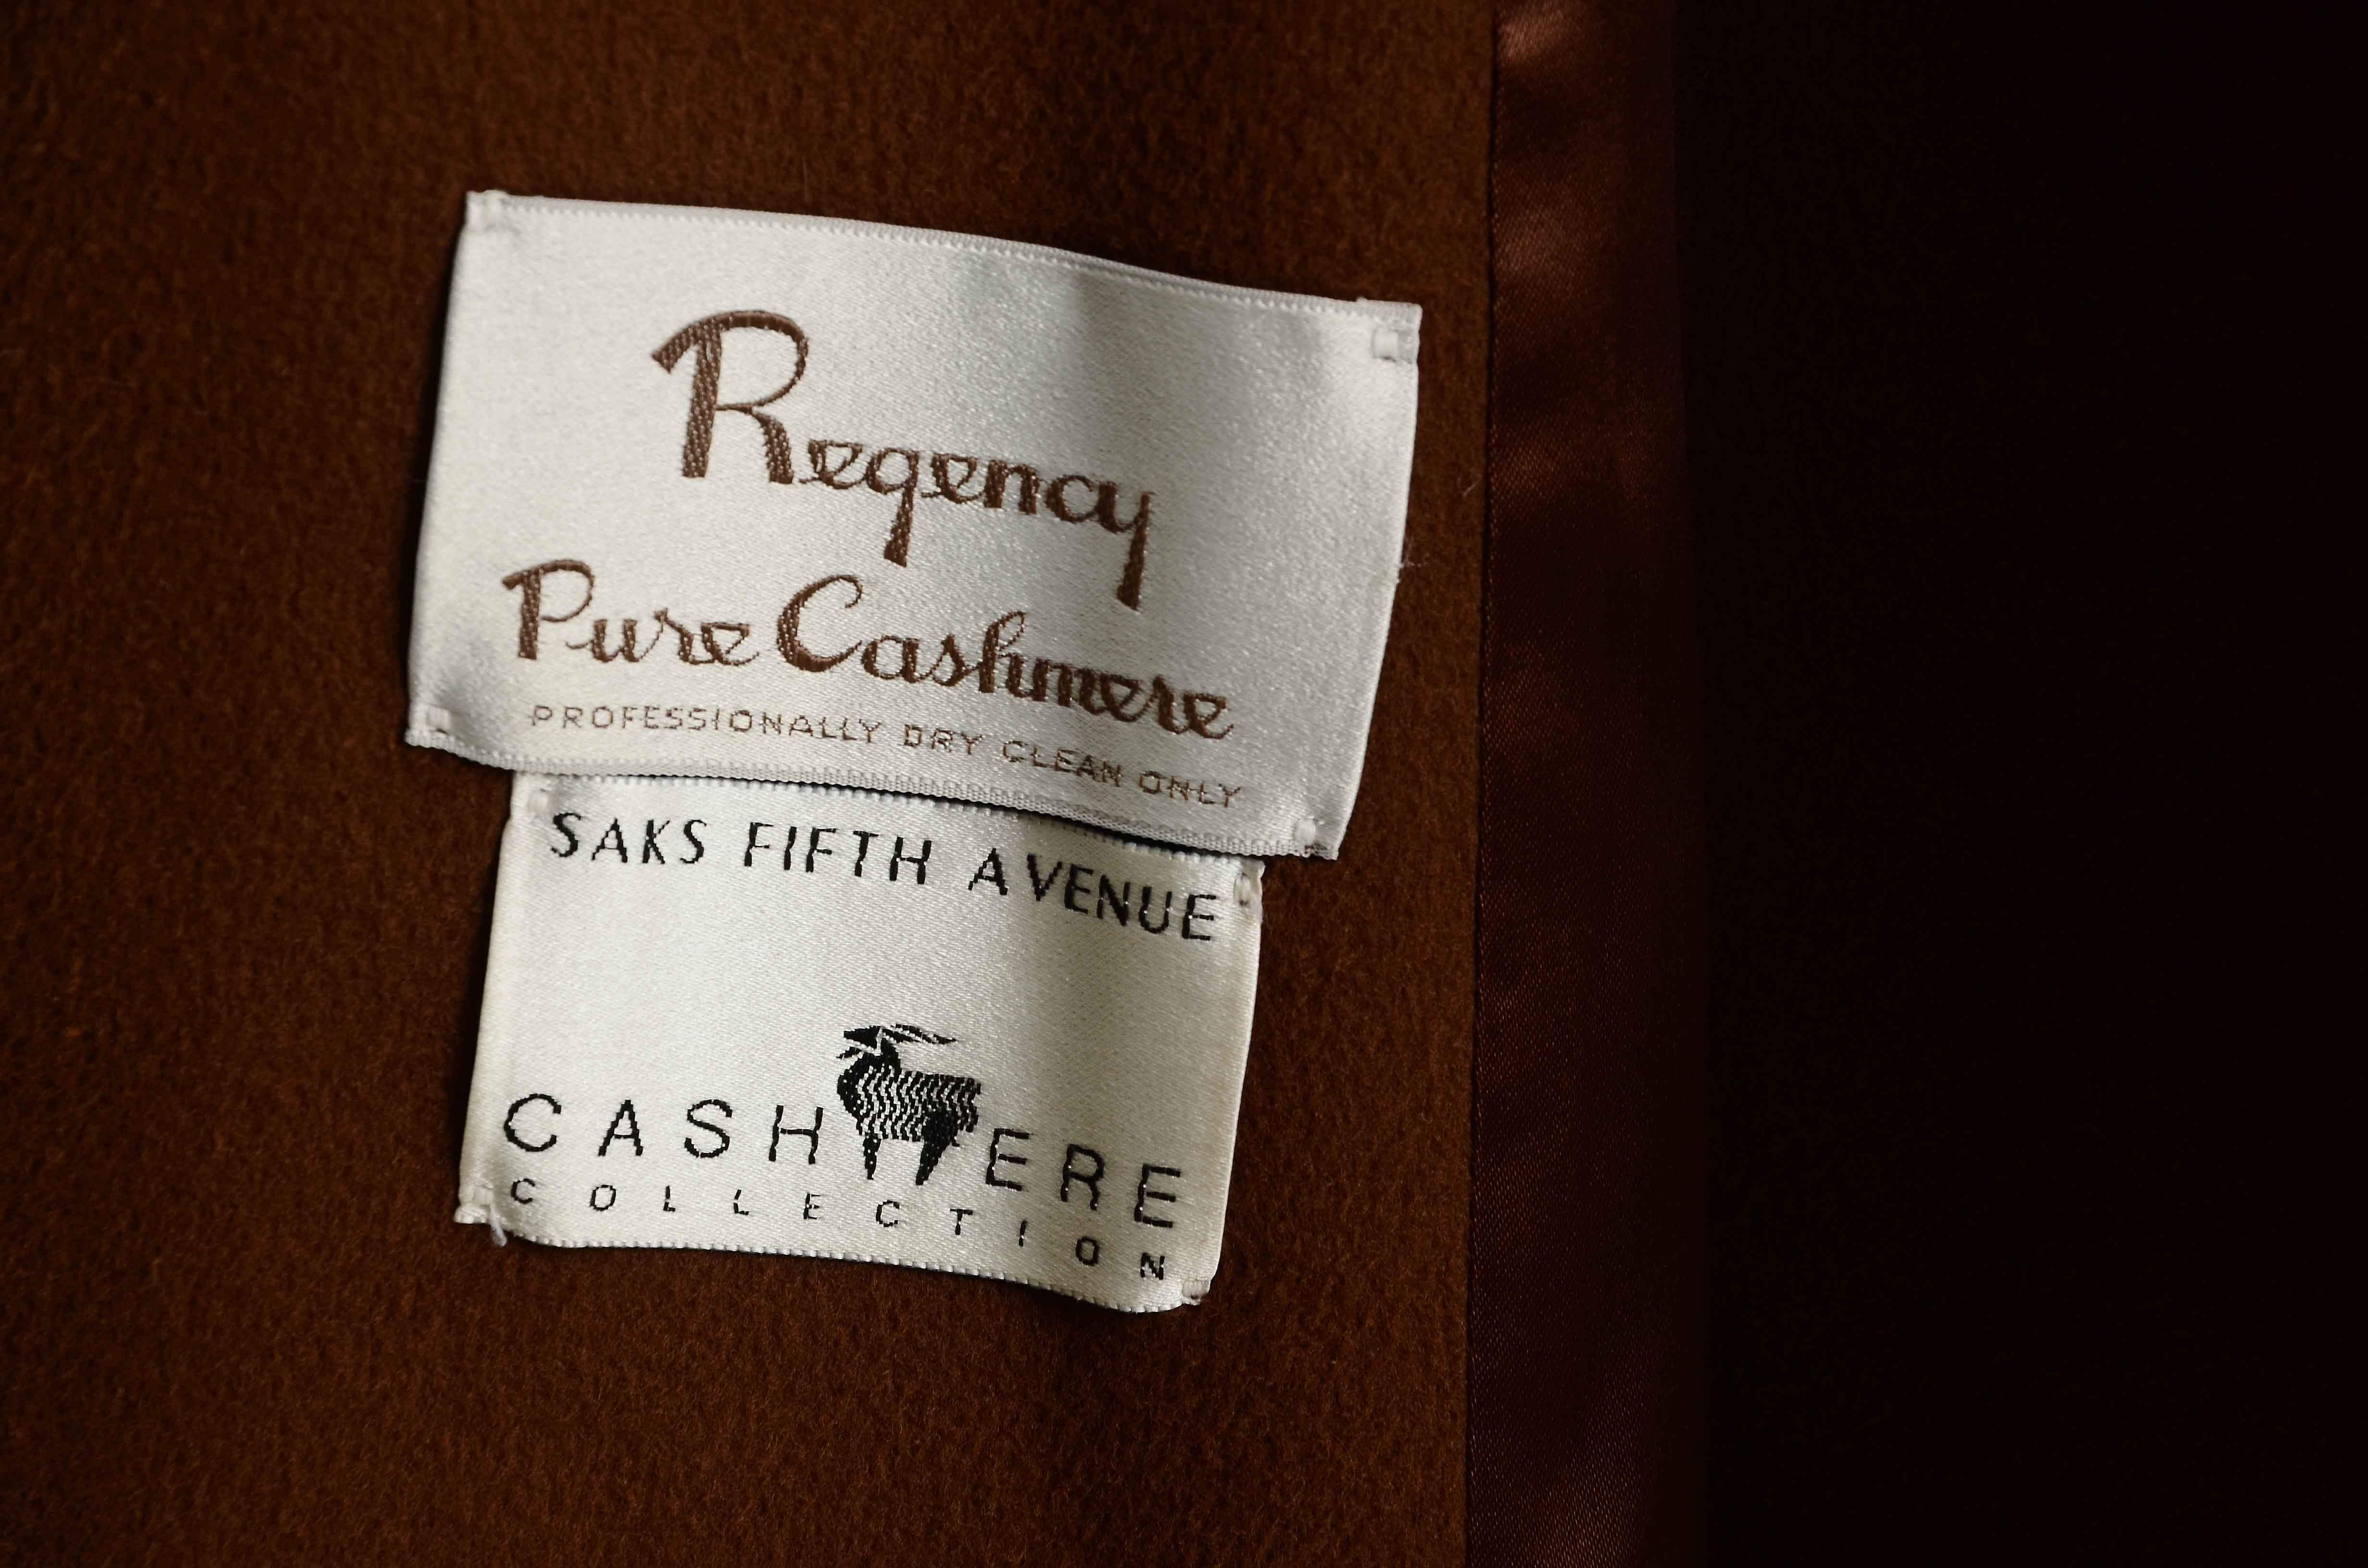 Regency
Pure Cashmere
PROFESSIONALLY DRY CLEAN ONLY
SAKS FIFTH AVENUE
CASHMERE
COLLECTION